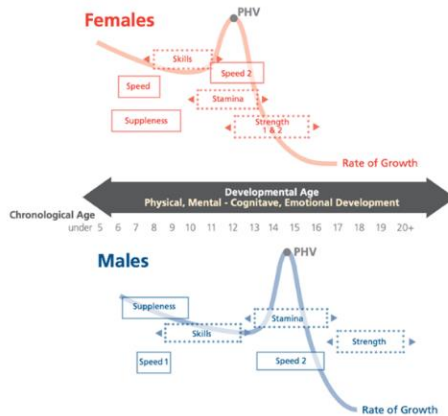 Females
PHV
Skills
Speed
Speed 2
Stamina
Suppleness
Strength
1 & 2
Rate of Growth
Developmental Age
Physical, Mental - Cognitave, Emotional Development
Chronological Age
under 5 6 7 8 9 10 11 12 13 14 15 16 17 18 19 20+
Males
PHV
Suppleness
Stamina
Skills
Strength
Speed 1
Speed 2
Rate of Growth